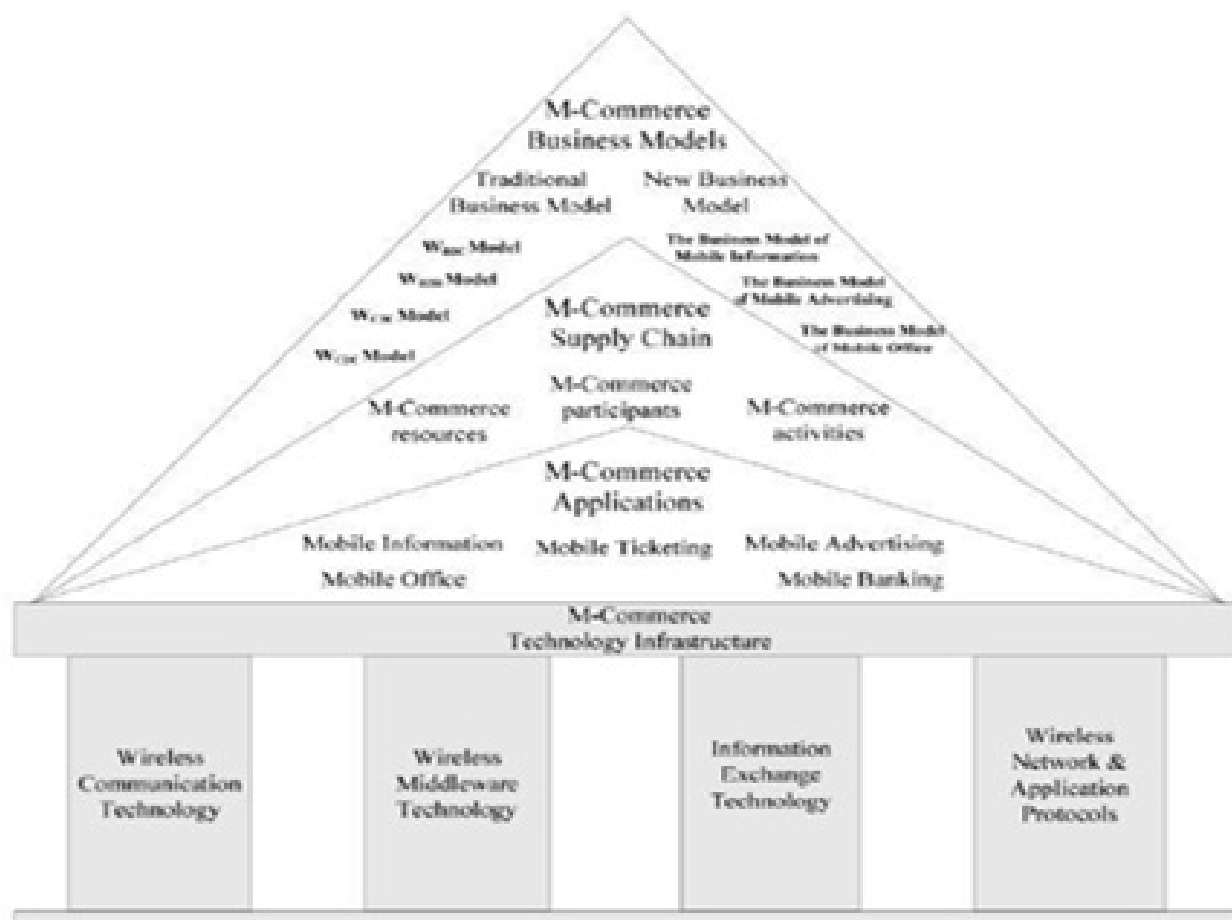 M-Commerce
Business Models
Traditional
Business Model
New Business
Model
Model
Model
Model
Model
The Business Model of
Mobile Information
The Business Model
of Mobile Advertising
The Business Model
of Mobile Office
M-Commerce
Supply Chain
M-Commerce
resources
M-Commerce
participants
M-Commerce
activities
M-Commerce
Applications
Mobile Information
Mobile Ticketing
Mobile Advertising
Mobile Office
Mobile Banking
M-Commerce
Technology Infrastructure
Wireless
Communication
Technology
Wireless
Middleware
Technology
Information
Exchange
Technology
Wireless
Network &
Application
Protocols